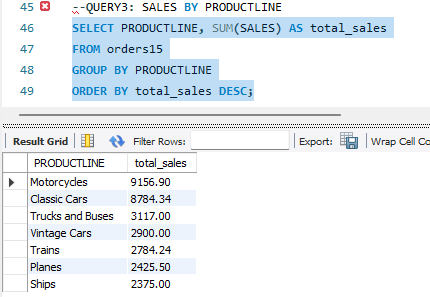 45 --QUERY3: SALES BY PRODUCTLINE
46 SELECT PRODUCTLINE, SUM(SALES) AS total_sales
47 FROM orders15
48 GROUP BY PRODUCTLINE
49 ORDER BY total_sales DESC;
Result Grid Filter Rows: Export: Wrap Cell Co
PRODUCTLINE total_sales
Motorcycles 9156.90
Classic Cars 8784.34
Trucks and Buses 3117.00
Vintage Cars 2900.00
Trains 2784.24
Planes 2425.50
Ships 2375.00